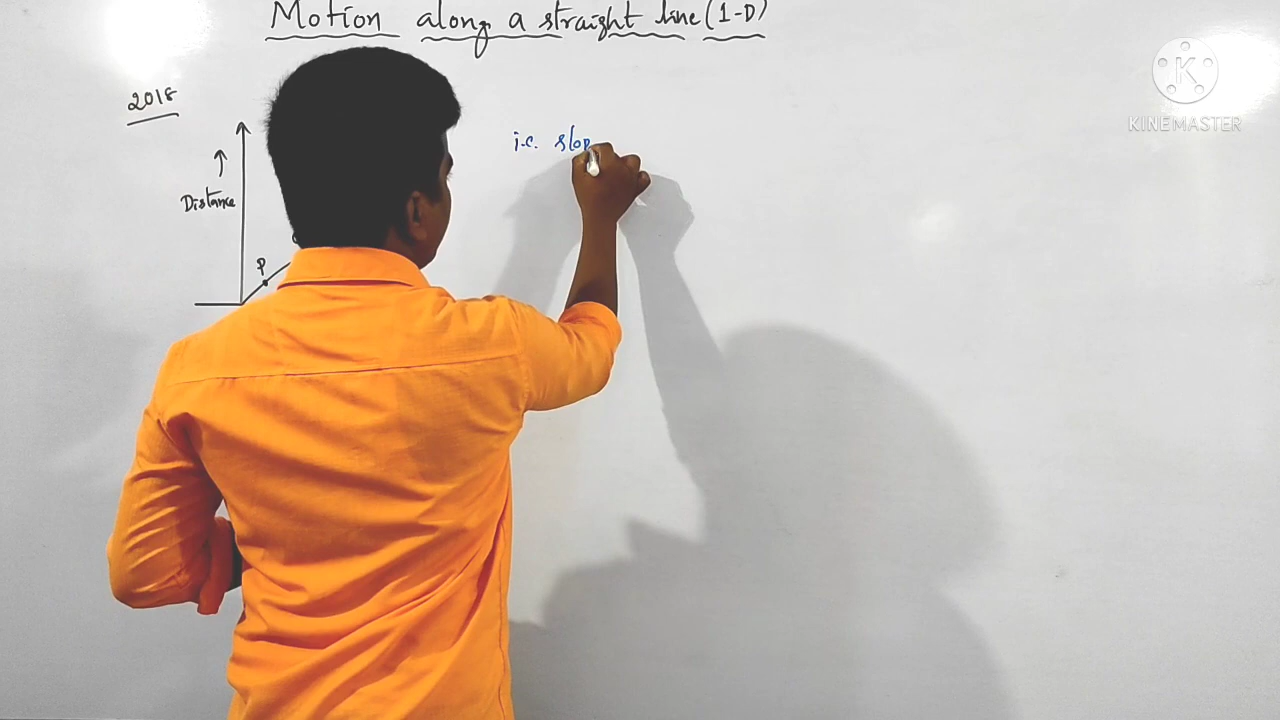 Motion along a straight line (1-D)
2018
i.e. slop
Distance
P
K
KINEMASTER